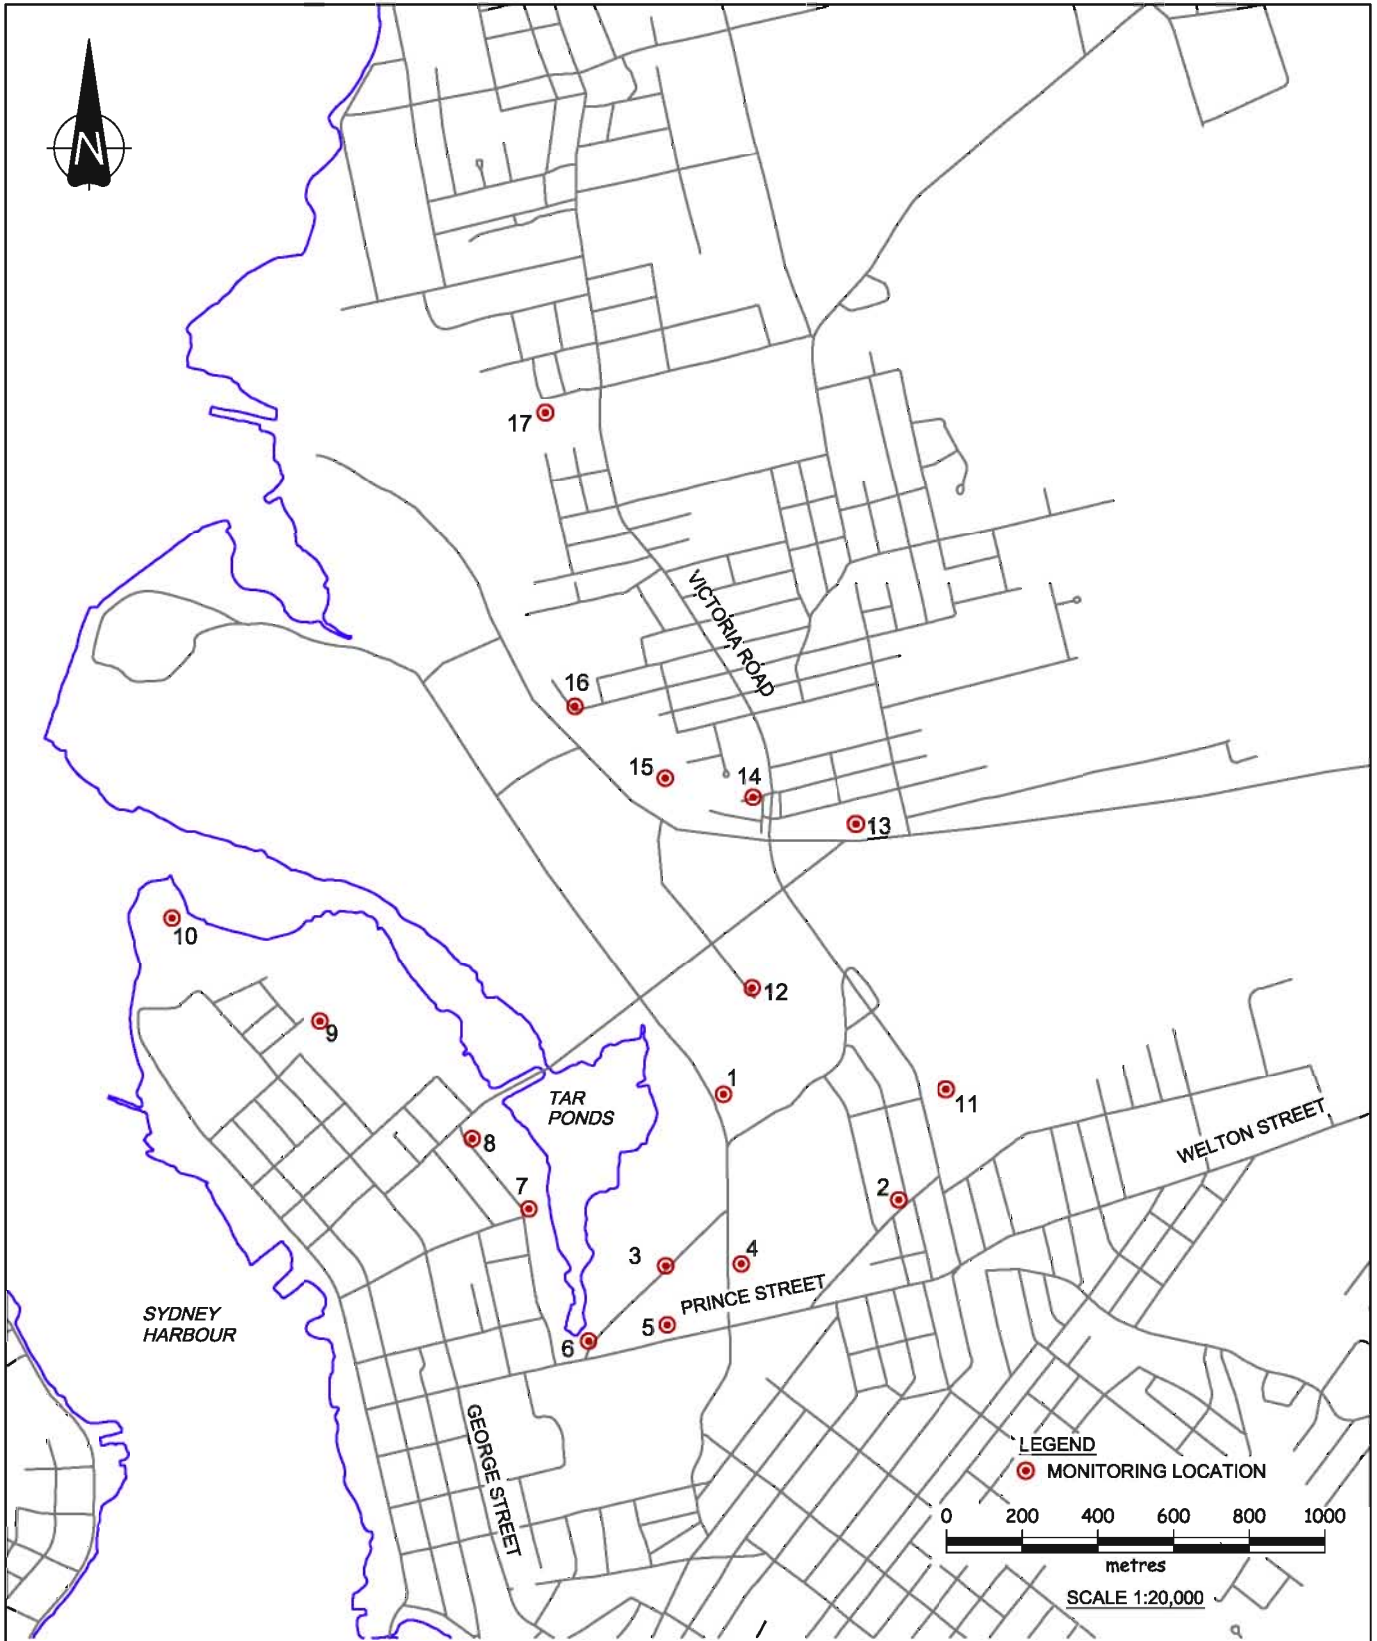 N
17
VICTORIA ROAD
16
15
14
13
10
12
9
1
TAR
PONDS
11
8
WELTON STREET
7
2
3
4
PRINCE STREET
SYDNEY
HARBOUR
5
6
GEORGE STREET
LEGEND
MONITORING LOCATION
0 200 400 600 800 1000
metres
SCALE 1:20,000